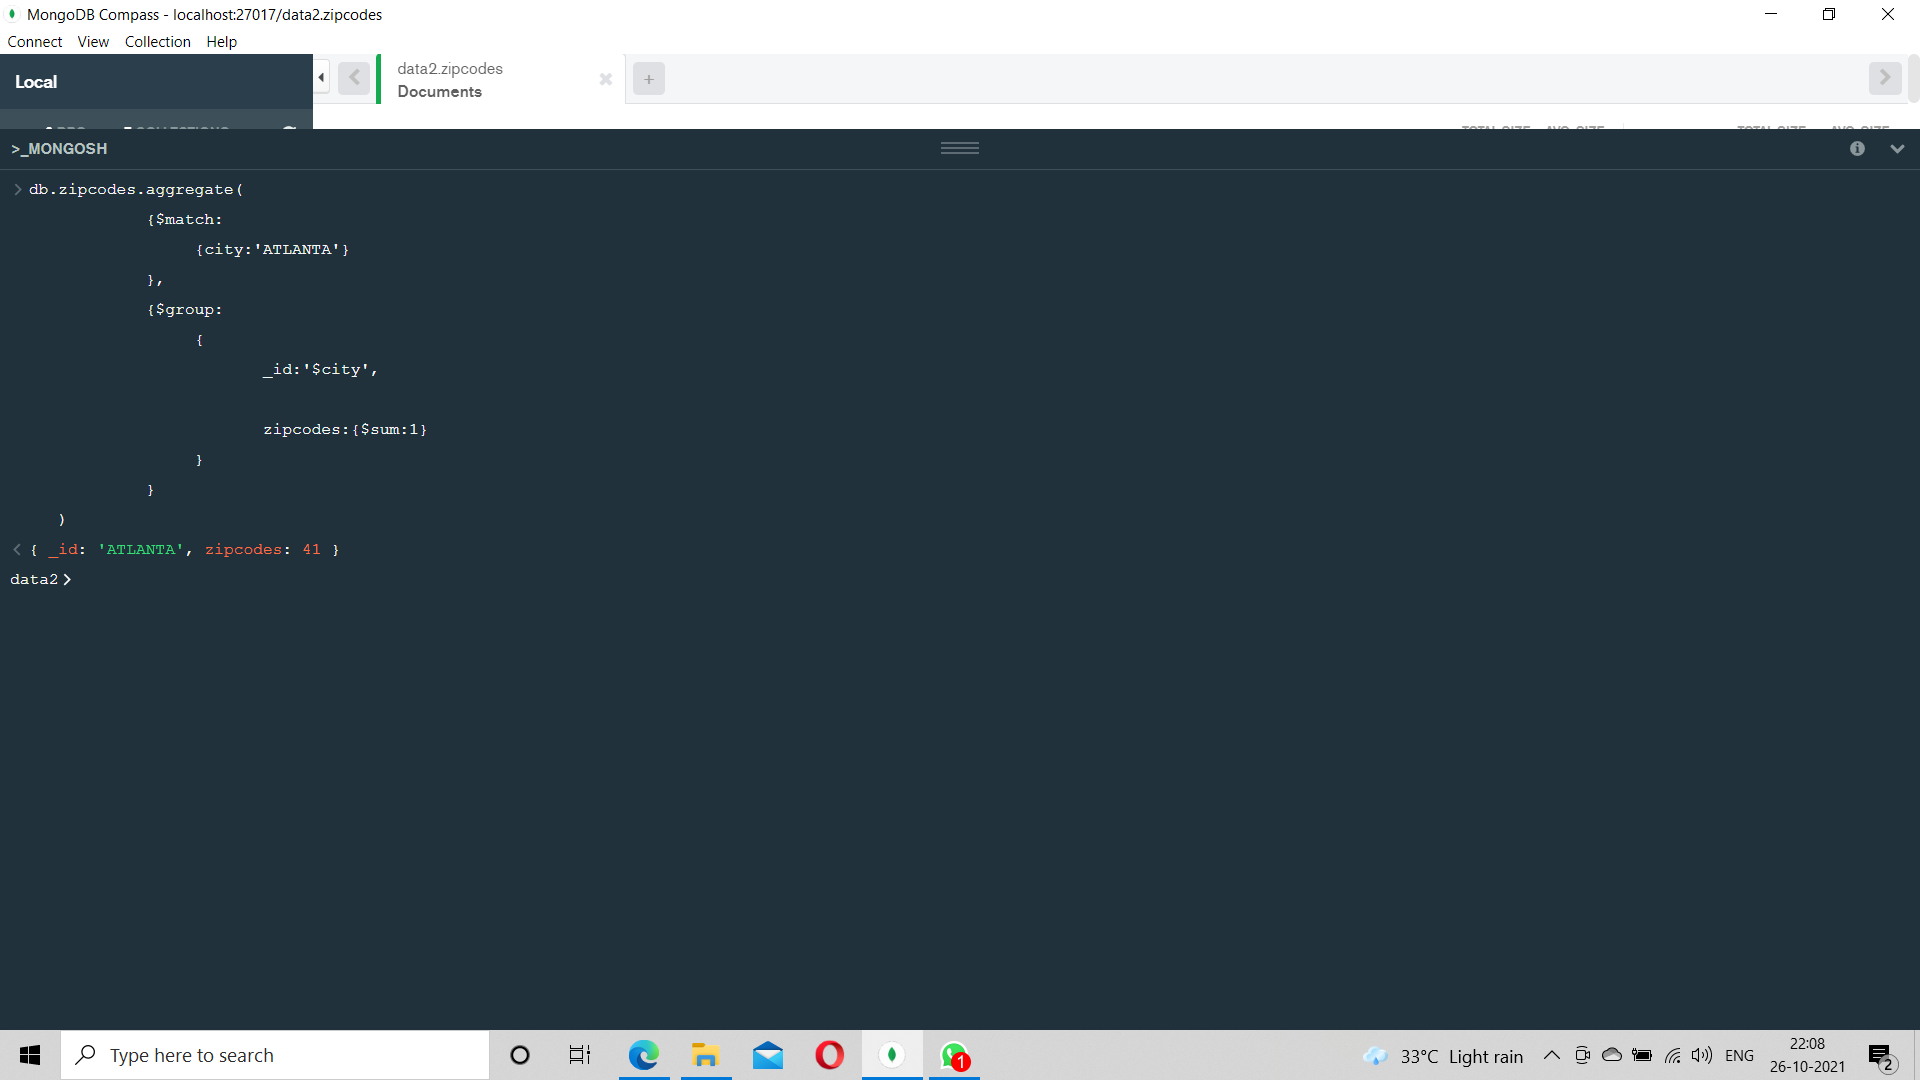 MongoDB Compass - localhost:27017/data2.zipcodes
Connect View Collection Help
Local
data2.zipcodes
Documents
>_MONGOSH
db.zipcodes.aggregate(
{$match:
{city:'ATLANTA'}
},
{$group:
{
_id:'$city',
zipcodes:{$sum:1}
}
}
)
{ _id: 'ATLANTA', zipcodes: 41 }
data2>
Type here to search
1
33°C Light rain
ENG
22:08
26-10-2021
2